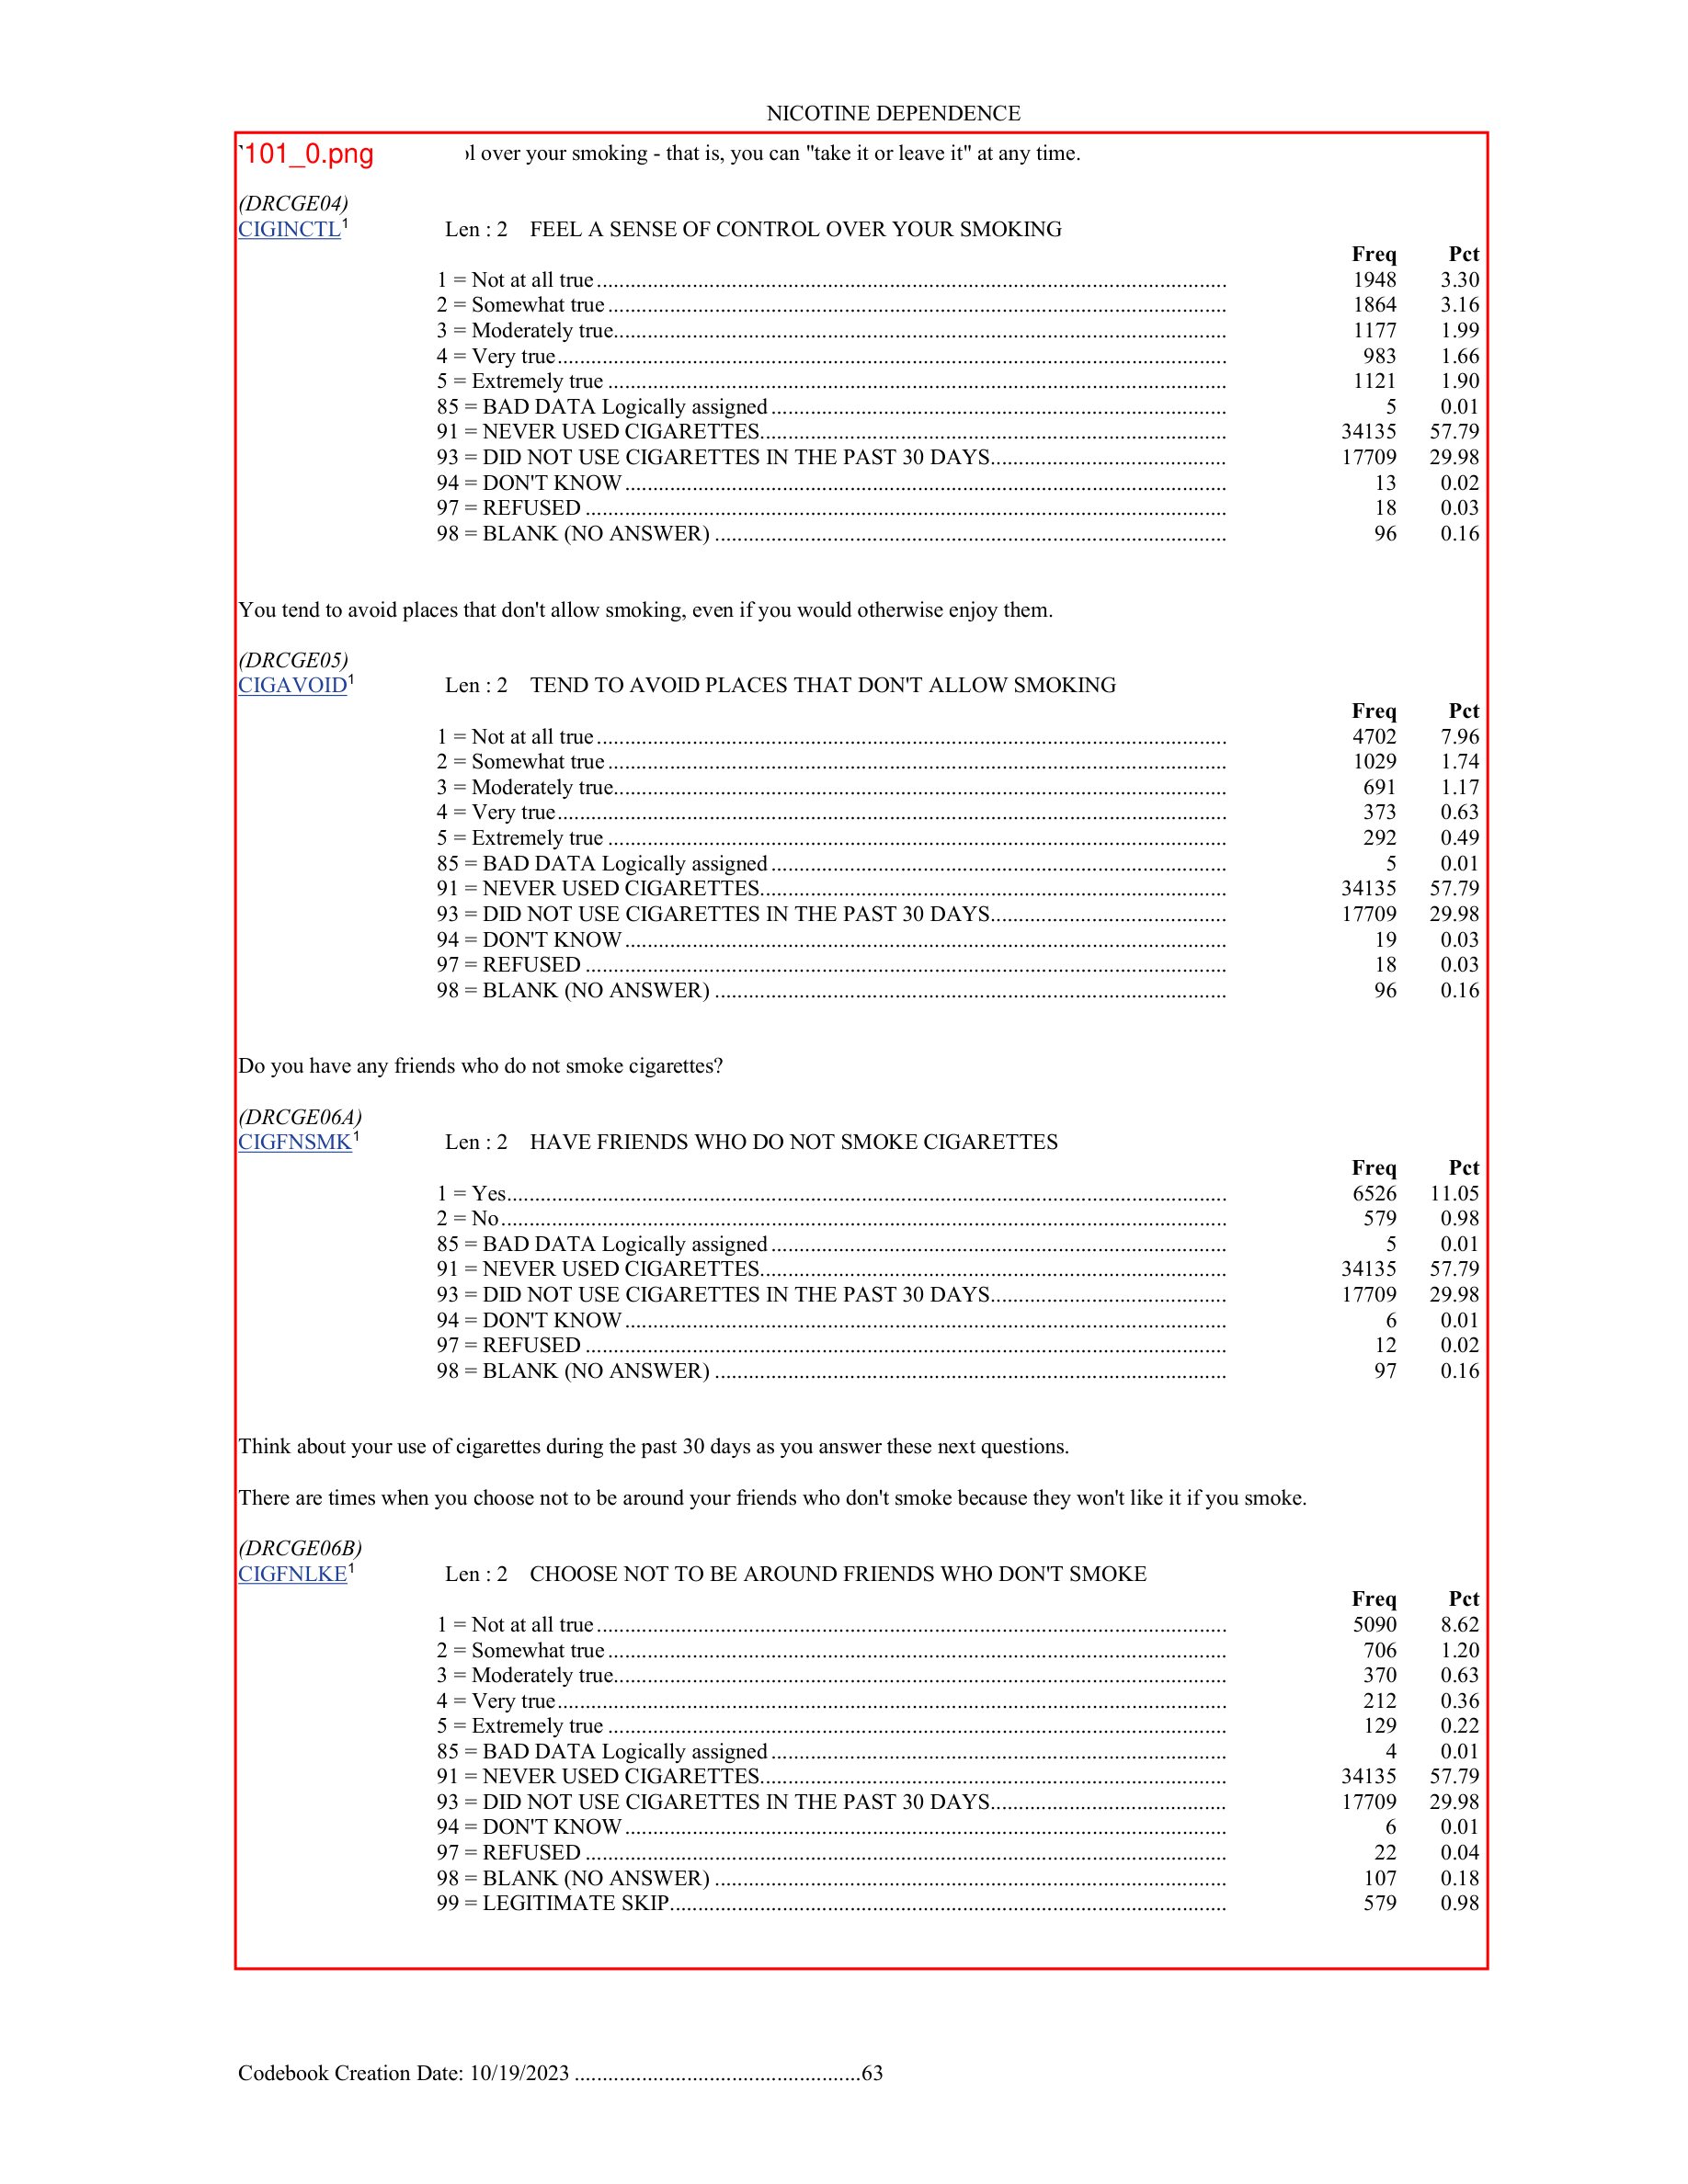 NICOTINE DEPENDENCE
101_0.png over your smoking - that is, you can "take it or leave it" at any time.
(DRCGE04)
CIGINCTL1 Len : 2 FEEL A SENSE OF CONTROL OVER YOUR SMOKING
Freq Pct
1 = Not at all true 1948 3.30
2 = Somewhat true 1864 3.16
3 = Moderately true 1177 1.99
4 = Very true 983 1.66
5 = Extremely true 1121 1.90
85 = BAD DATA Logically assigned 5 0.01
91 = NEVER USED CIGARETTES 34135 57.79
93 = DID NOT USE CIGARETTES IN THE PAST 30 DAYS 17709 29.98
94 = DON'T KNOW 13 0.02
97 = REFUSED 18 0.03
98 = BLANK (NO ANSWER) 96 0.16
You tend to avoid places that don't allow smoking, even if you would otherwise enjoy them.
(DRCGE05)
CIGAVOID1 Len : 2 TEND TO AVOID PLACES THAT DON'T ALLOW SMOKING
Freq Pct
1 = Not at all true 4702 7.96
2 = Somewhat true 1029 1.74
3 = Moderately true 691 1.17
4 = Very true 373 0.63
5 = Extremely true 292 0.49
85 = BAD DATA Logically assigned 5 0.01
91 = NEVER USED CIGARETTES 34135 57.79
93 = DID NOT USE CIGARETTES IN THE PAST 30 DAYS 17709 29.98
94 = DON'T KNOW 19 0.03
97 = REFUSED 18 0.03
98 = BLANK (NO ANSWER) 96 0.16
Do you have any friends who do not smoke cigarettes?
(DRCGE06A)
CIGFNSMK1 Len : 2 HAVE FRIENDS WHO DO NOT SMOKE CIGARETTES
Freq Pct
1 = Yes 6526 11.05
2 = No 579 0.98
85 = BAD DATA Logically assigned 5 0.01
91 = NEVER USED CIGARETTES 34135 57.79
93 = DID NOT USE CIGARETTES IN THE PAST 30 DAYS 17709 29.98
94 = DON'T KNOW 6 0.01
97 = REFUSED 12 0.02
98 = BLANK (NO ANSWER) 97 0.16
Think about your use of cigarettes during the past 30 days as you answer these next questions.
There are times when you choose not to be around your friends who don't smoke because they won't like it if you smoke.
(DRCGE06B)
CIGFNLKE1 Len : 2 CHOOSE NOT TO BE AROUND FRIENDS WHO DON'T SMOKE
Freq Pct
1 = Not at all true 5090 8.62
2 = Somewhat true 706 1.20
3 = Moderately true 370 0.63
4 = Very true 212 0.36
5 = Extremely true 129 0.22
85 = BAD DATA Logically assigned 4 0.01
91 = NEVER USED CIGARETTES 34135 57.79
93 = DID NOT USE CIGARETTES IN THE PAST 30 DAYS 17709 29.98
94 = DON'T KNOW 6 0.01
97 = REFUSED 22 0.04
98 = BLANK (NO ANSWER) 107 0.18
99 = LEGITIMATE SKIP 579 0.98
Codebook Creation Date: 10/19/2023 63